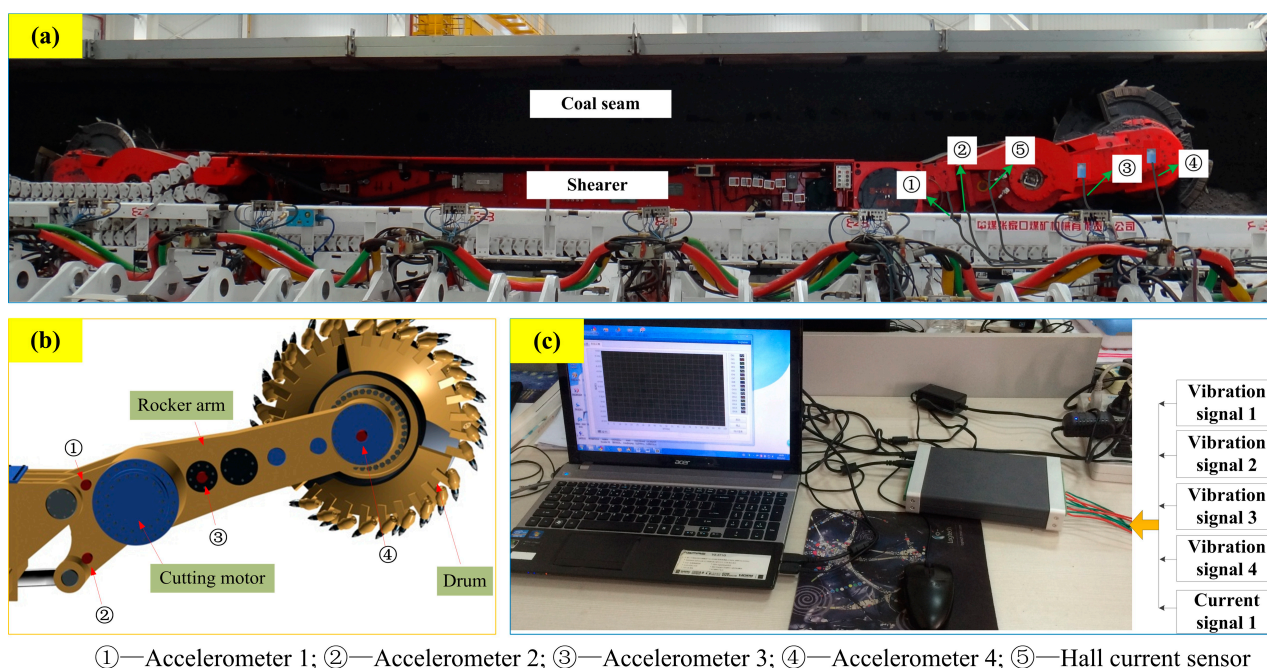 (a)
Coal seam
Shearer
①
②
⑤
③
④
(b)
Rocker arm
①
②
③
④
Cutting motor
Drum
(c)
acer
Vibration
signal 1
Vibration
signal 2
Vibration
signal 3
Vibration
signal 4
Current
signal 1
①—Accelerometer 1; ②—Accelerometer 2; ③—Accelerometer 3; ④—Accelerometer 4; ⑤—Hall current sensor